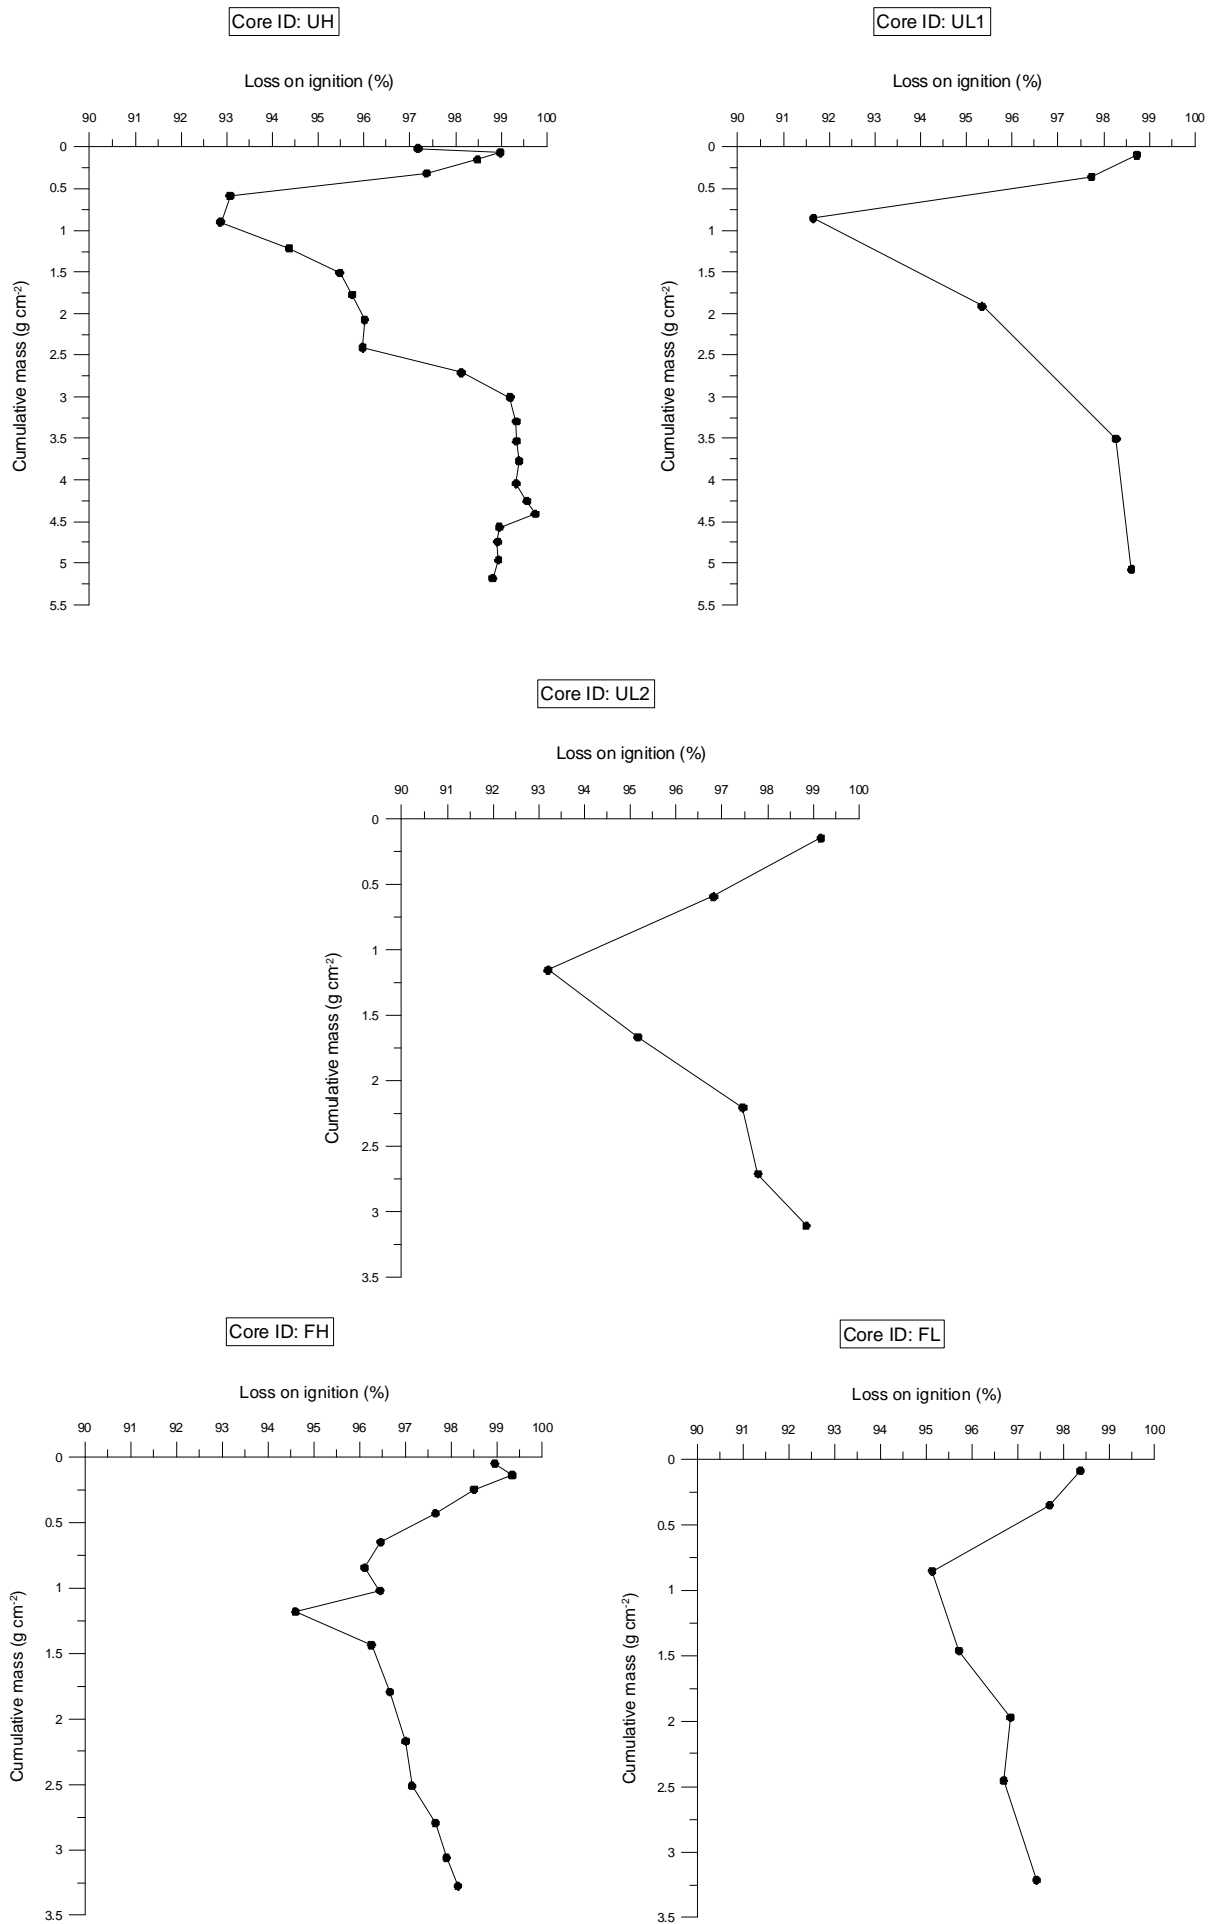 Core ID: UH
Loss on ignition (%)
90 91 92 93 94 95 96 97 98 99 100
0
0.5
1
1.5
2
2.5
3
3.5
4
4.5
5
5.5
Cumulative mass (g cm-2)
Core ID: UL1
Loss on ignition (%)
90 91 92 93 94 95 96 97 98 99 100
0
0.5
1
1.5
2
2.5
3
3.5
4
4.5
5
5.5
Cumulative mass (g cm-2)
Core ID: UL2
Loss on ignition (%)
90 91 92 93 94 95 96 97 98 99 100
0
0.5
1
1.5
2
2.5
3
3.5
Cumulative mass (g cm-2)
Core ID: FH
Loss on ignition (%)
90 91 92 93 94 95 96 97 98 99 100
0
0.5
1
1.5
2
2.5
3
3.5
Cumulative mass (g cm-2)
Core ID: FL
Loss on ignition (%)
90 91 92 93 94 95 96 97 98 99 100
0
0.5
1
1.5
2
2.5
3
3.5
Cumulative mass (g cm-2)